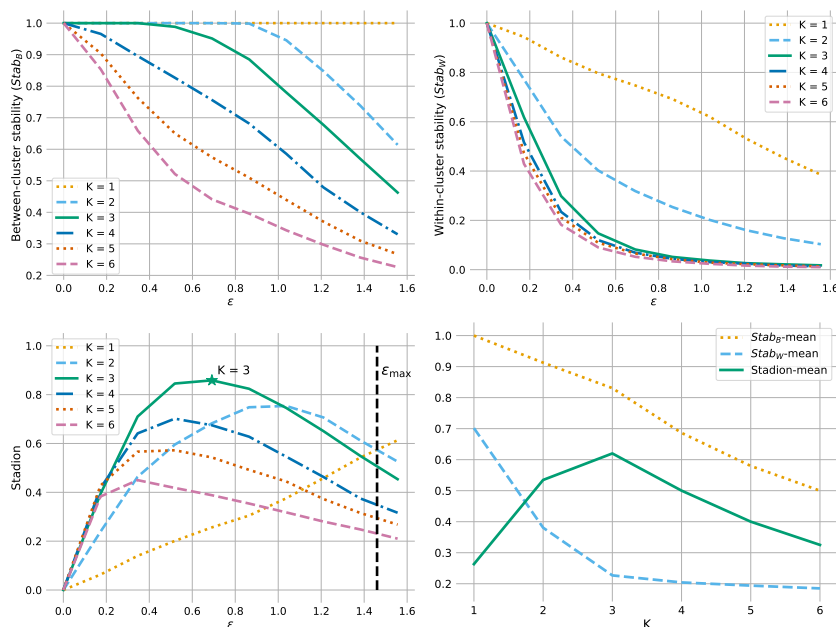 Between-cluster stability (Stab_B)
1.0
0.9
0.8
0.7
0.6
0.5
0.4
0.3
0.2
K = 1
K = 2
K = 3
K = 4
K = 5
K = 6
0.0 0.2 0.4 0.6 0.8 1.0 1.2 1.4 1.6
ε
Within-cluster stability (Stab_W)
1.0
0.8
0.6
0.4
0.2
0.0
K = 1
K = 2
K = 3
K = 4
K = 5
K = 6
0.0 0.2 0.4 0.6 0.8 1.0 1.2 1.4 1.6
ε
Stadion
1.0
0.8
0.6
0.4
0.2
0.0
K = 1
K = 2
K = 3
K = 4
K = 5
K = 6
K = 3
ε_max
0.0 0.2 0.4 0.6 0.8 1.0 1.2 1.4 1.6
ε
1.0
0.9
0.8
0.7
0.6
0.5
0.4
0.3
0.2
Stab_B-mean
Stab_W-mean
Stadion-mean
1 2 3 4 5 6
K